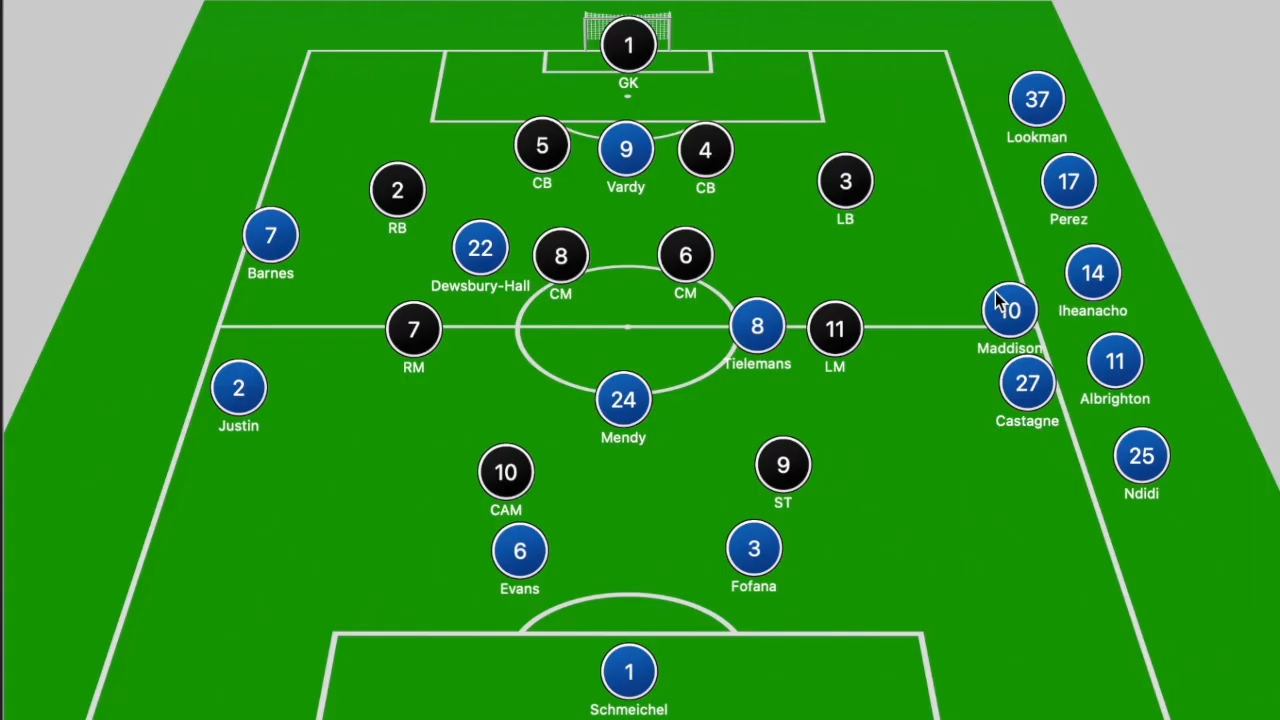 1
GK
37
Lookman
5
CB
9
Vardy
4
CB
2
RB
3
LB
17
Perez
7
Barnes
22
Dewsbury-Hall
8
CM
6
CM
14
Iheanacho
7
RM
8
Tielemans
11
LM
10
Maddison
2
Justin
24
Mendy
27
Castagne
11
Albrighton
10
CAM
9
ST
25
Ndidi
6
Evans
3
Fofana
1
Schmeichel